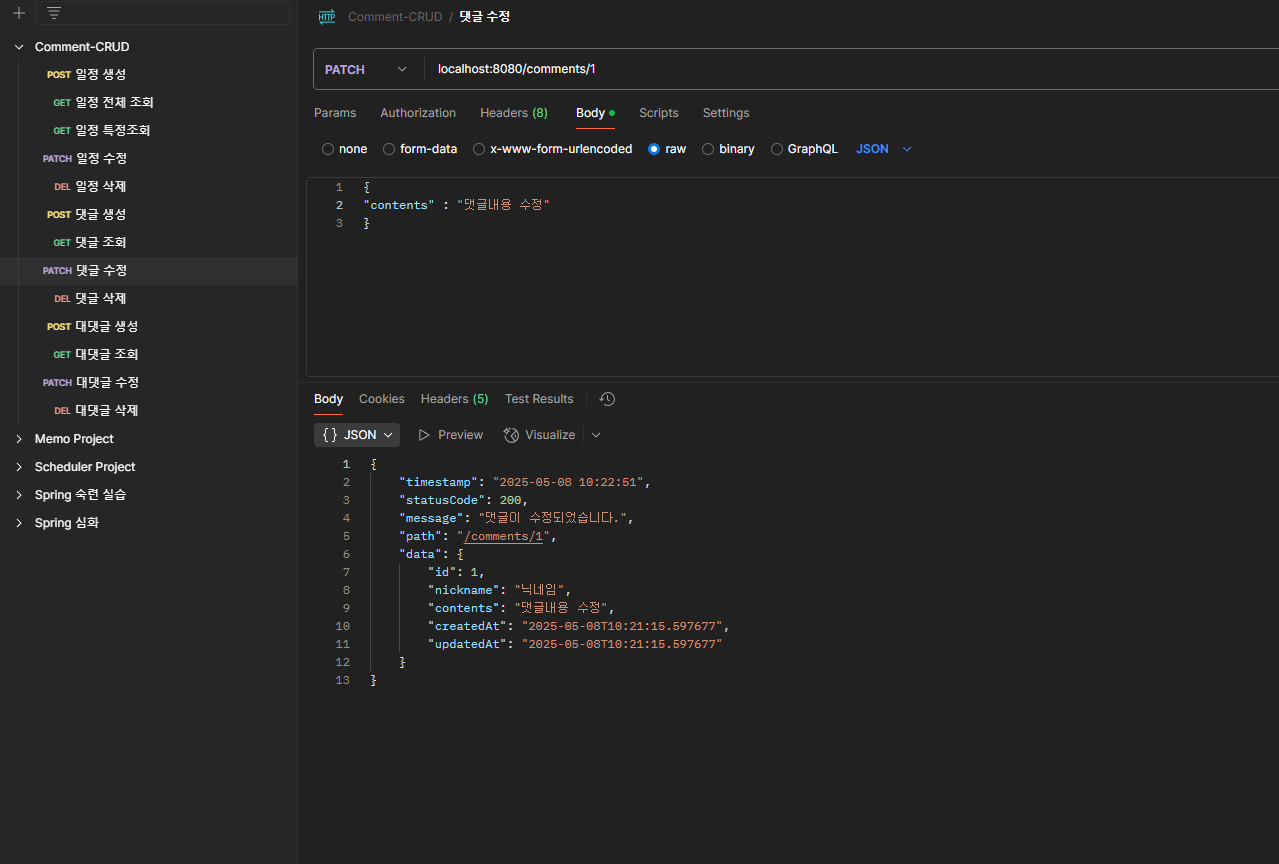 Comment-CRUD
POST 일정 생성
GET 일정 전체 조회
GET 일정 특정조회
PATCH 일정 수정
DEL 일정 삭제
POST 댓글 생성
GET 댓글 조회
PATCH 댓글 수정
DEL 댓글 삭제
POST 대댓글 생성
GET 대댓글 조회
PATCH 대댓글 수정
DEL 대댓글 삭제
Memo Project
Scheduler Project
Spring 숙련 실습
Spring 심화
HTTP Comment-CRUD / 댓글 수정
PATCH localhost:8080/comments/1
Params Authorization Headers (8) Body Scripts Settings
none form-data x-www-form-urlencoded raw binary GraphQL JSON
1 {
2 "contents" : "댓글내용 수정"
3 }
Body Cookies Headers (5) Test Results
{} JSON Preview Visualize
1 {
2 "timestamp": "2025-05-08 10:22:51",
3 "statusCode": 200,
4 "message": "댓글이 수정되었습니다.",
5 "path": "/comments/1",
6 "data": {
7 "id": 1,
8 "nickname": "닉네임",
9 "contents": "댓글내용 수정",
10 "createdAt": "2025-05-08T10:21:15.597677",
11 "updatedAt": "2025-05-08T10:21:15.597677"
12 }
13 }